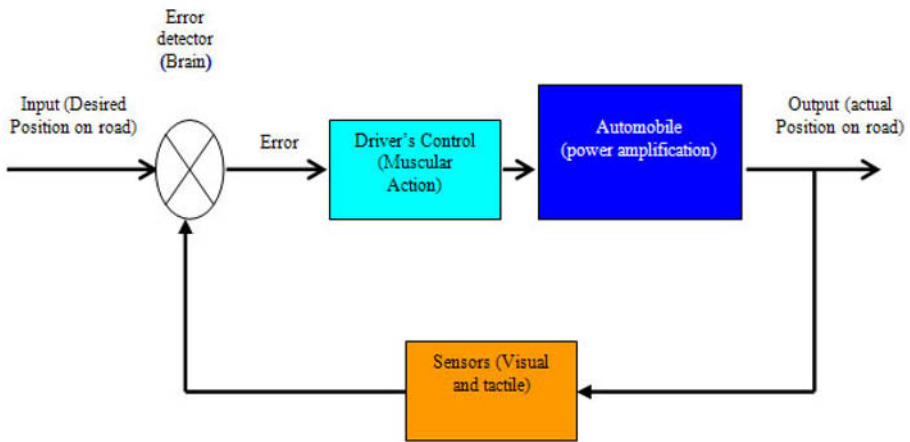 Error
detector
(Brain)
Input (Desired
Position on road)
Error
Driver's Control
(Muscular
Action)
Automobile
(power amplification)
Output (actual
Position on road)
Sensors (Visual
and tactile)